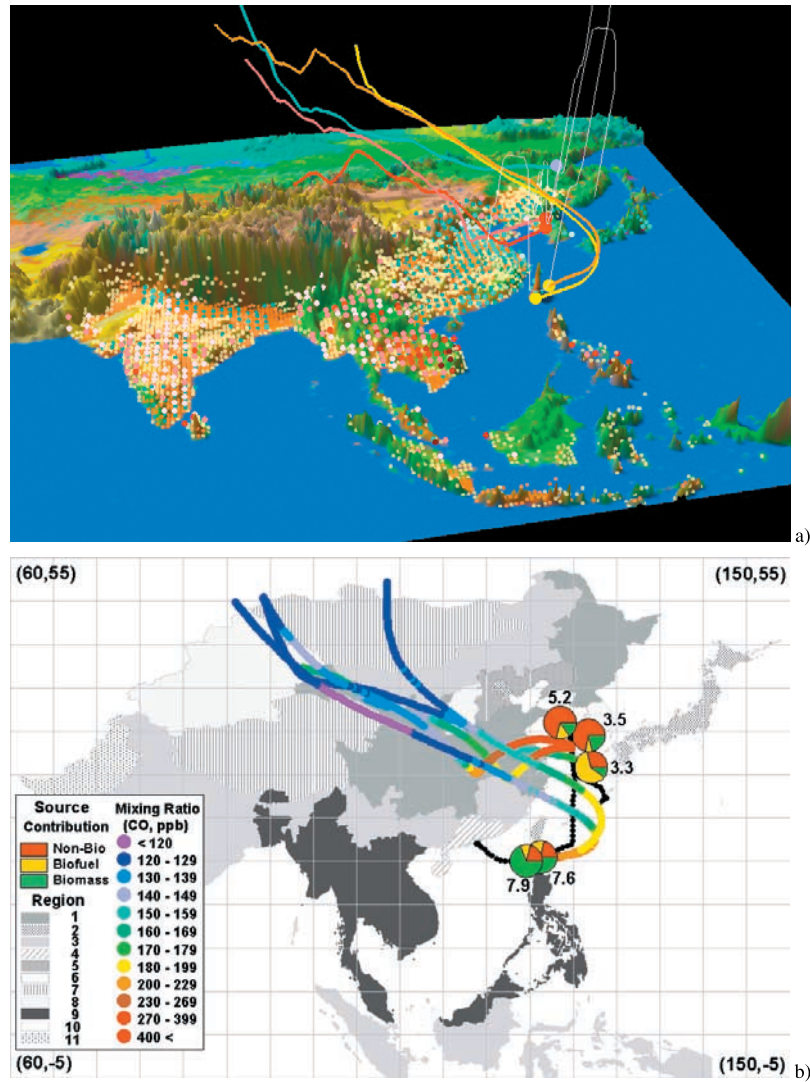 a)
(60,55)
(150,55)
5.2
3.5
3.3
7.9
7.6
Source
Contribution
Non-Bio
Biofuel
Biomass
Region
1
2
3
4
5
6
7
8
9
10
11
Mixing Ratio
(CO, ppb)
< 120
120 - 129
130 - 139
140 - 149
150 - 159
160 - 169
170 - 179
180 - 199
200 - 229
230 - 269
270 - 399
400 <
(60,-5)
(150,-5)
b)